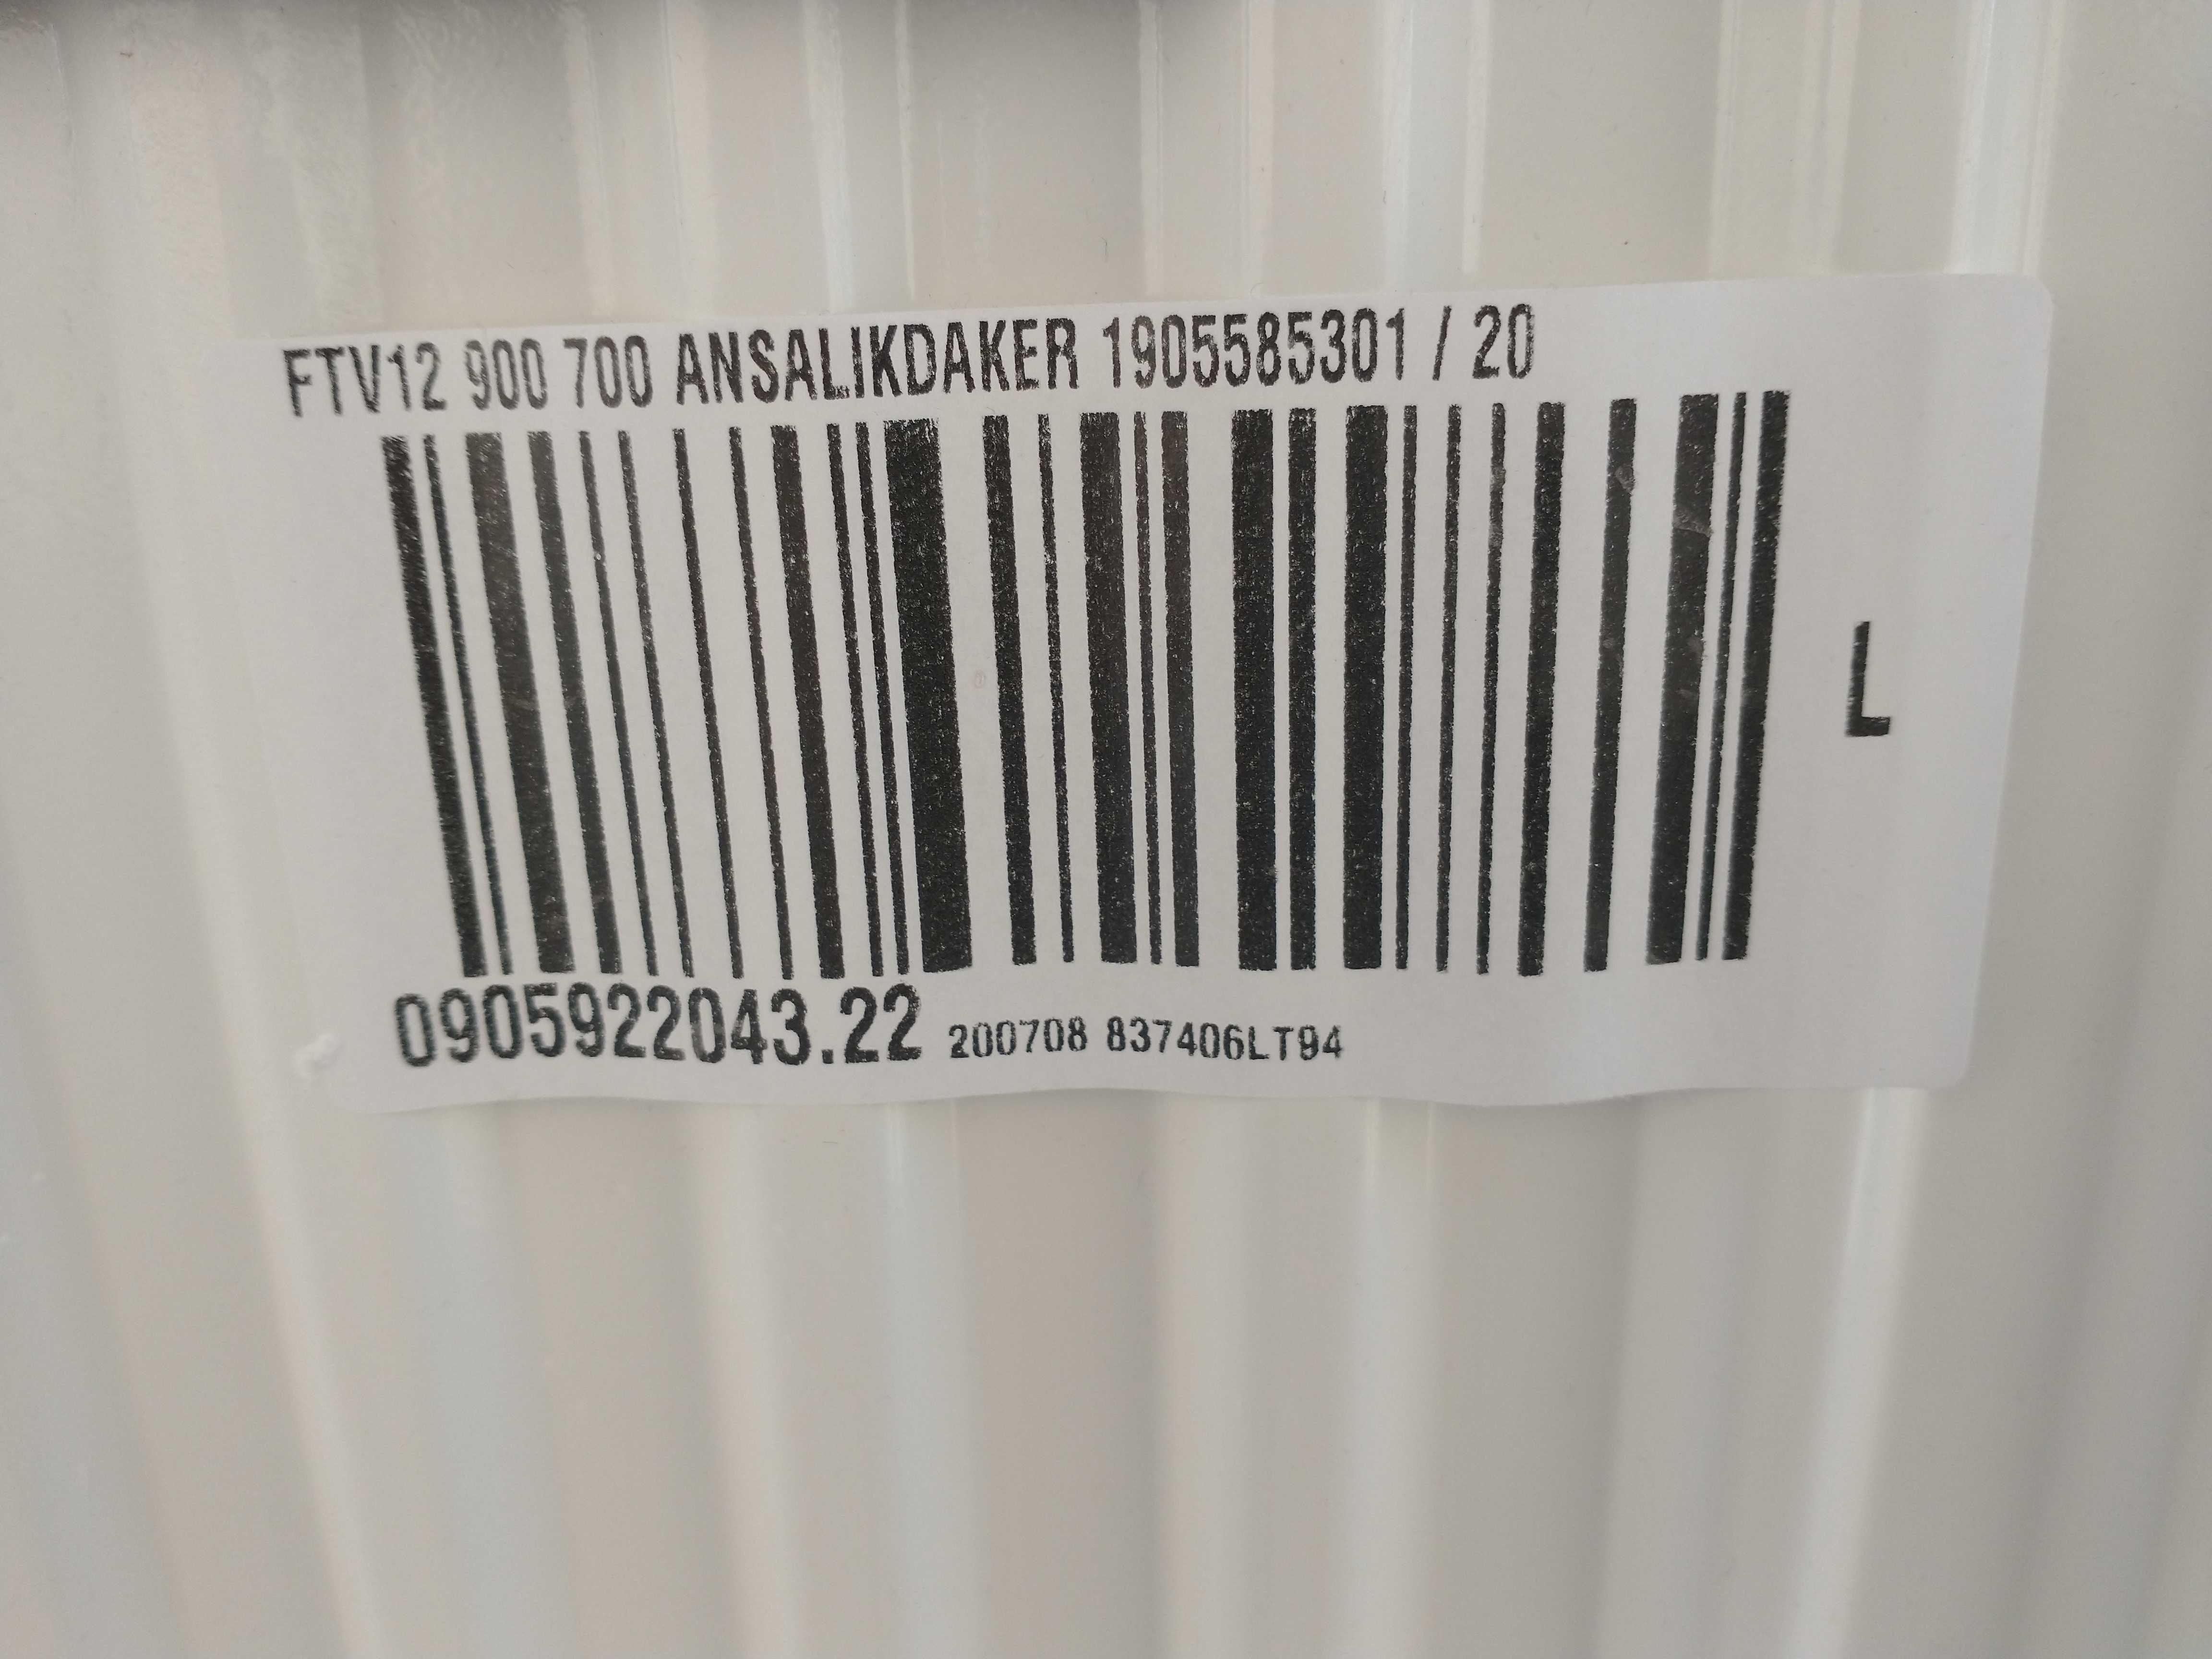 FTV12 900 700 ANSALIKDAKER 1905585301 / 20
L
0905922043.22 200708 837406LT94